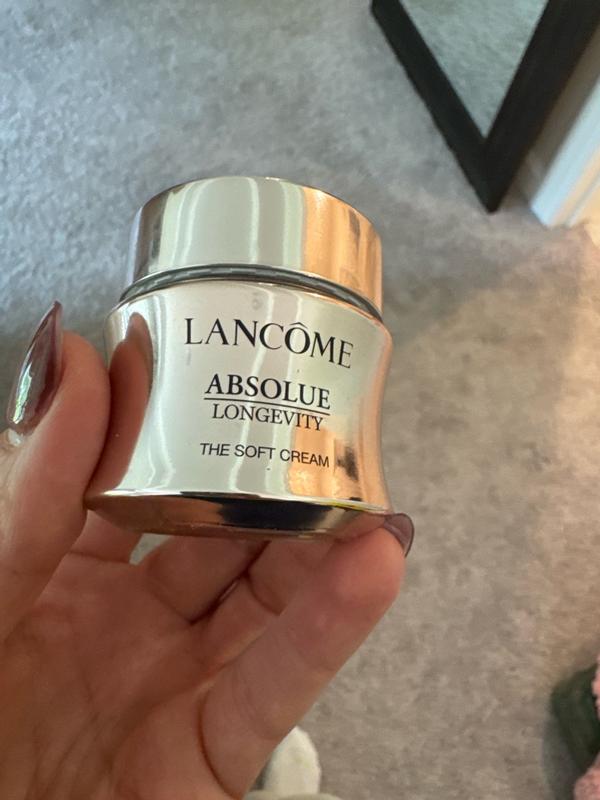 LANCÔME
ABSOLUE
LONGEVITY
THE SOFT CREAM